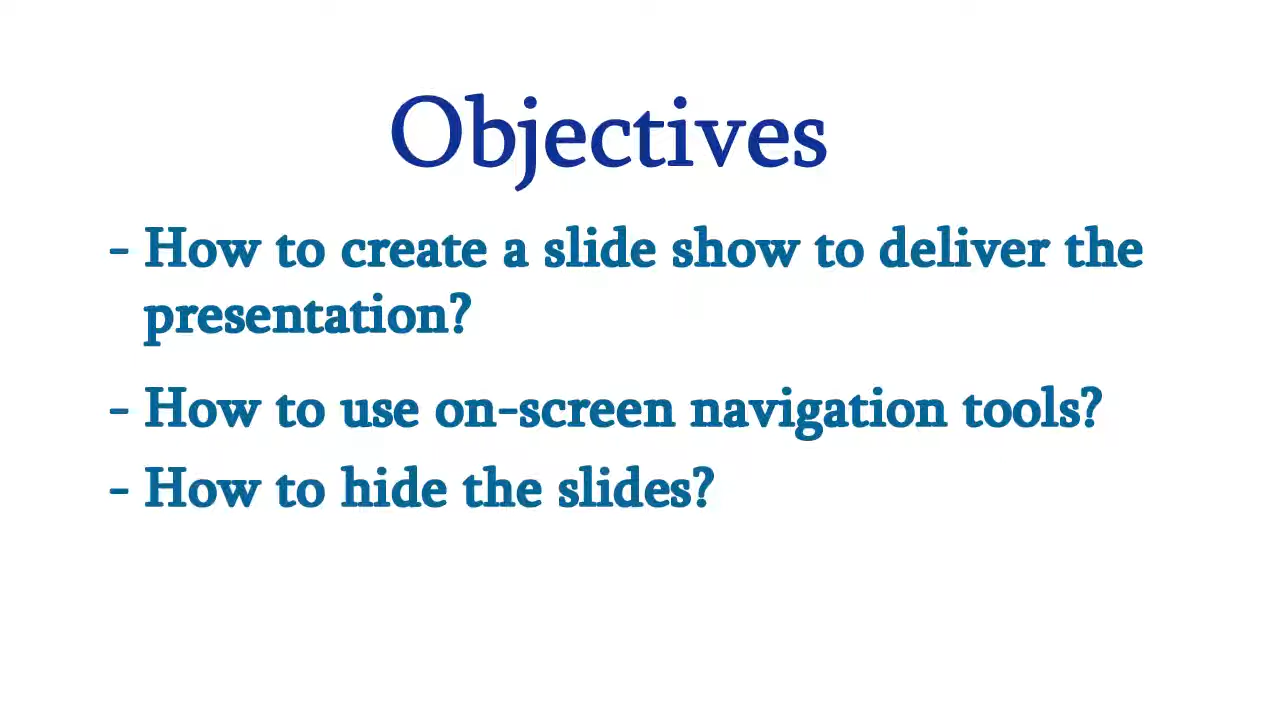 Objectives
- How to create a slide show to deliver the
presentation?
- How to use on-screen navigation tools?
- How to hide the slides?